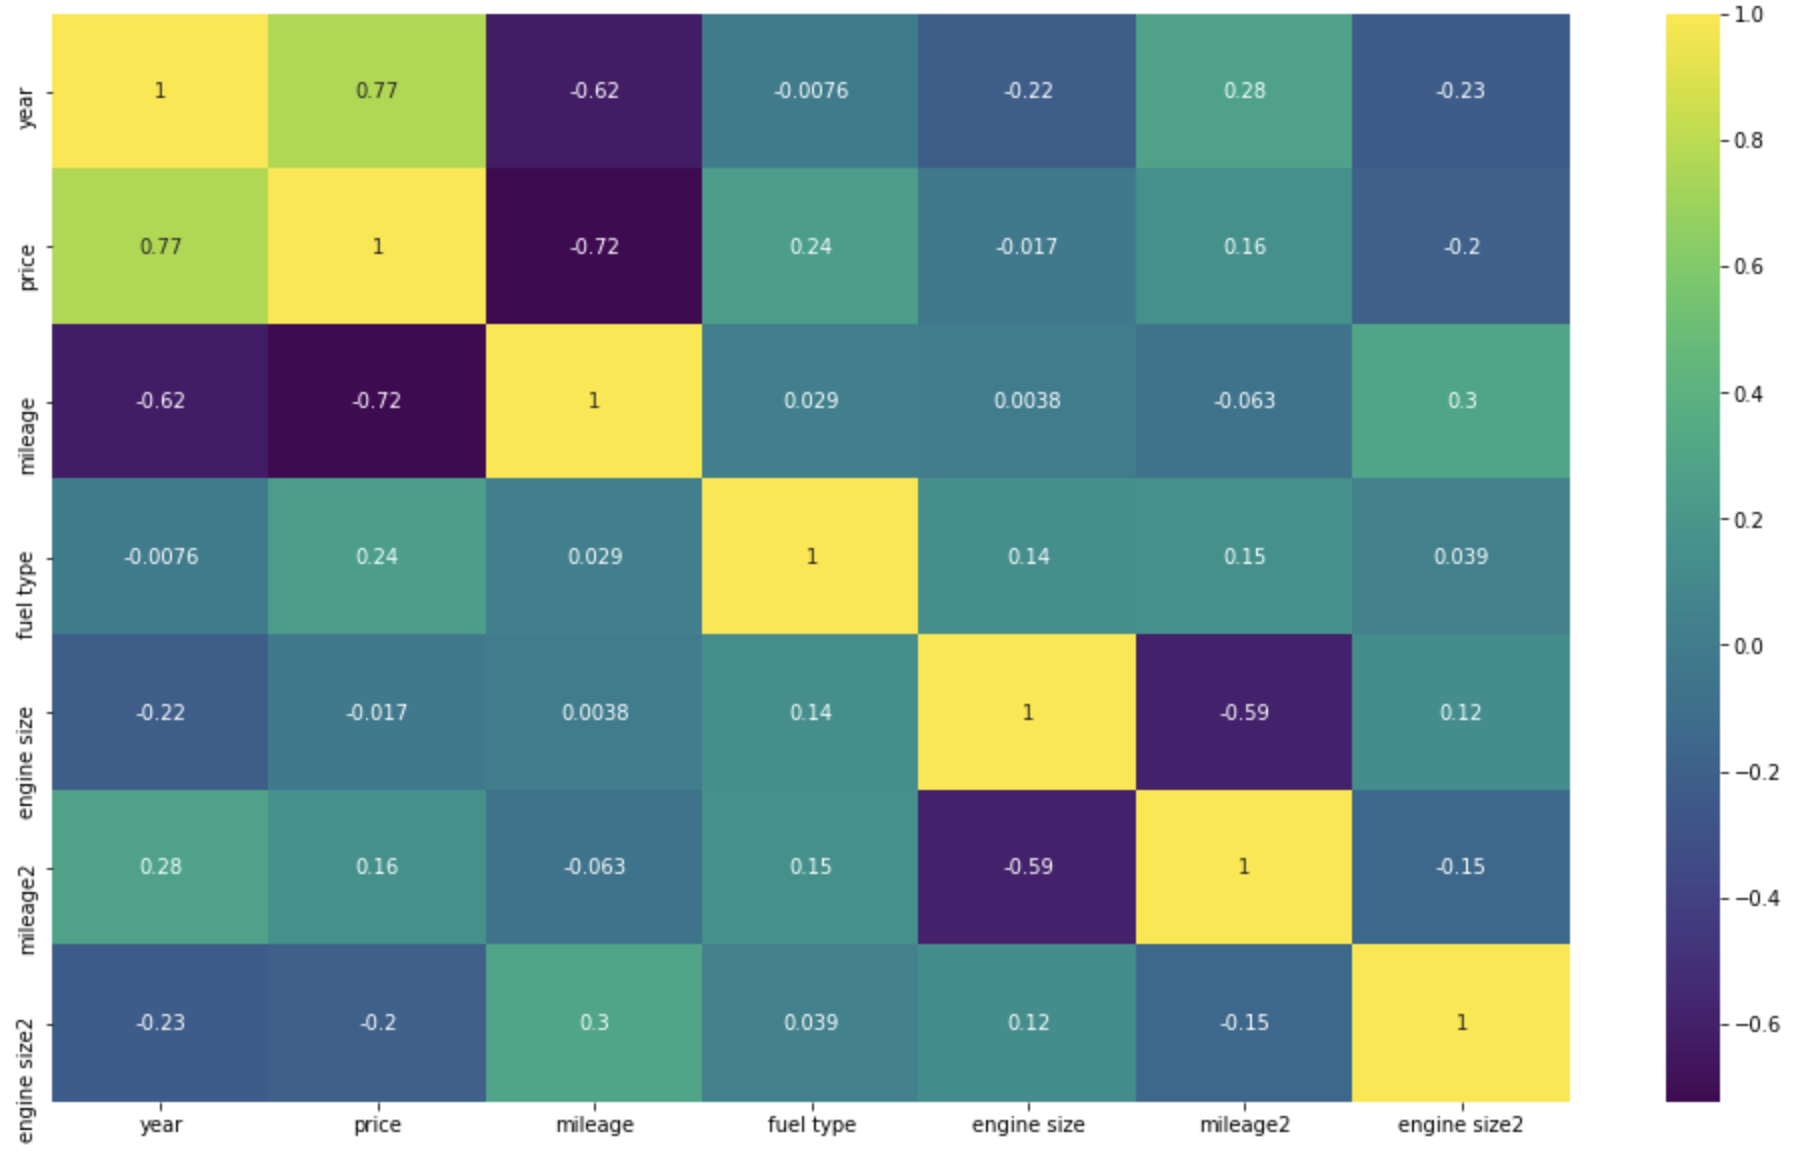 year 1 0.77 -0.62 -0.0076 -0.22 0.28 -0.23
price 0.77 1 -0.72 0.24 -0.017 0.16 -0.2
mileage -0.62 -0.72 1 0.029 0.0038 -0.063 0.3
fuel type -0.0076 0.24 0.029 1 0.14 0.15 0.039
engine size -0.22 -0.017 0.0038 0.14 1 -0.59 0.12
mileage2 0.28 0.16 -0.063 0.15 -0.59 1 -0.15
engine size2 -0.23 -0.2 0.3 0.039 0.12 -0.15 1
year price mileage fuel type engine size mileage2 engine size2
1.0
0.8
0.6
0.4
0.2
0.0
−0.2
−0.4
−0.6